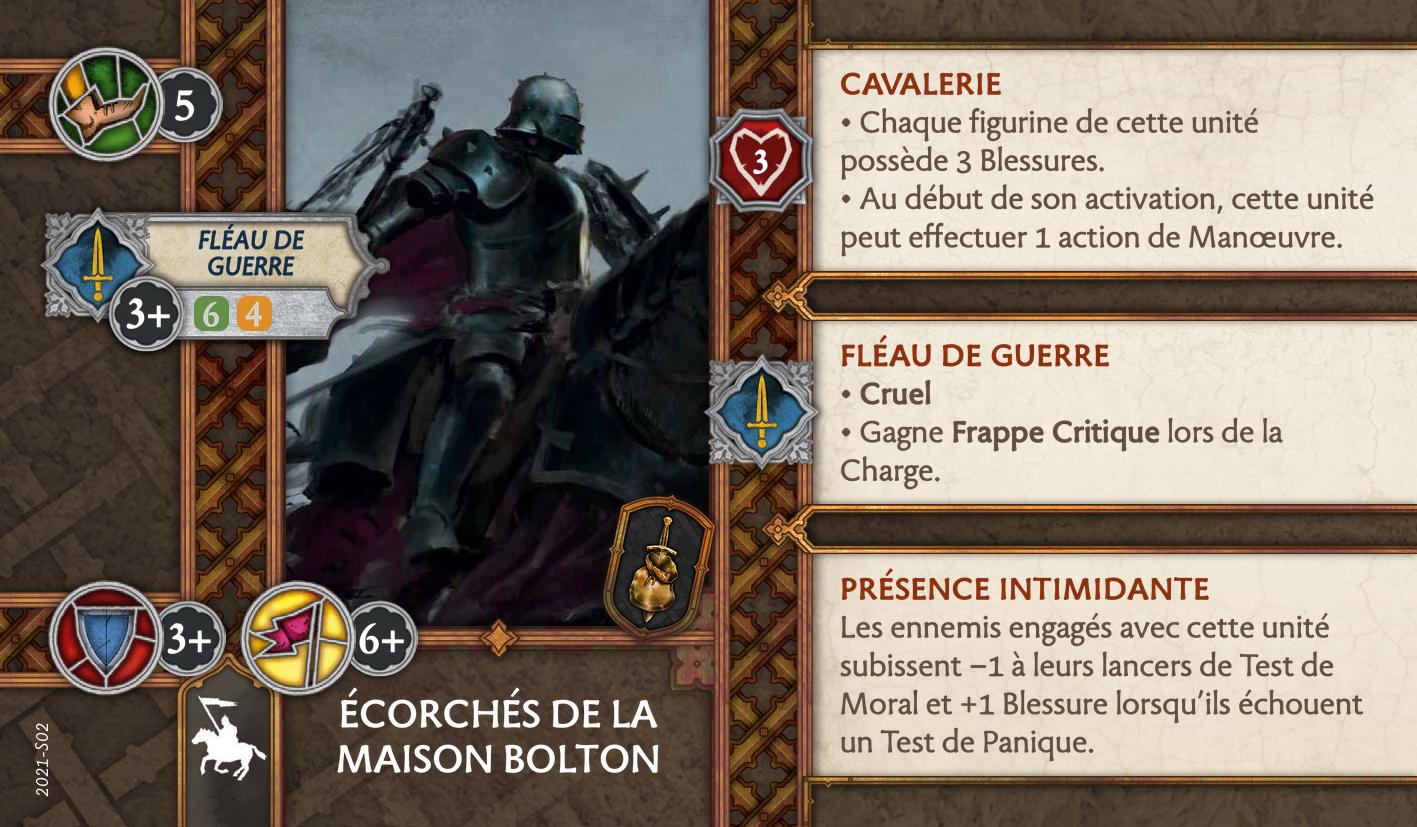 5
FLÉAU DE
GUERRE
3+ 6 4
3+ 6+
ÉCORCHÉS DE LA
MAISON BOLTON
2021-S02
3
CAVALERIE
• Chaque figurine de cette unité
possède 3 Blessures.
• Au début de son activation, cette unité
peut effectuer 1 action de Manœuvre.
FLÉAU DE GUERRE
• Cruel
• Gagne Frappe Critique lors de la
Charge.
PRÉSENCE INTIMIDANTE
Les ennemis engagés avec cette unité
subissent –1 à leurs lancers de Test de
Moral et +1 Blessure lorsqu’ils échouent
un Test de Panique.